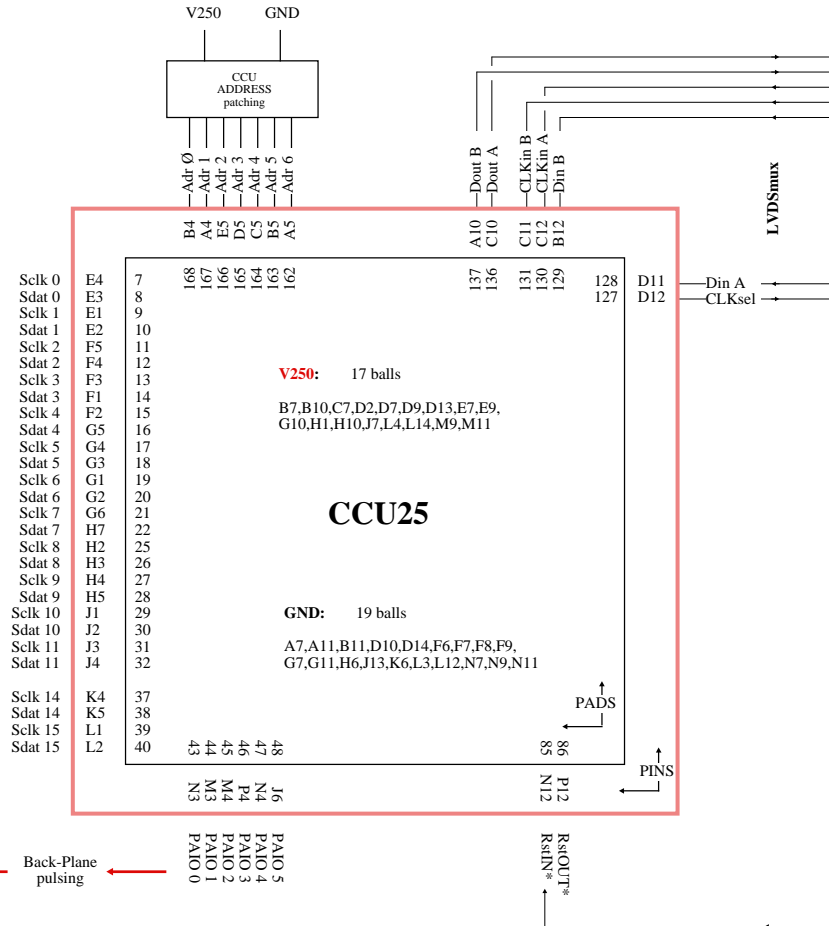 V250 GND
CCU
ADDRESS
patching
Adr Ø Adr 1 Adr 2 Adr 3 Adr 4 Adr 5 Adr 6
Dout B Dout A CLKin B CLKin A Din B
LVDSmux
B4 A4 E5 D5 C5 B5 A5 A10 C10 C11 C12 B12
168 167 166 165 164 163 162 137 136 131 130 129
128 D11 Din A
127 D12 CLKsel
Sclk 0 E4 7
Sdat 0 E3 8
Sclk 1 E1 9
Sdat 1 E2 10
Sclk 2 F5 11
Sdat 2 F4 12
Sclk 3 F3 13
Sdat 3 F1 14
Sclk 4 F2 15
Sdat 4 G5 16
Sclk 5 G4 17
Sdat 5 G3 18
Sclk 6 G1 19
Sdat 6 G2 20
Sclk 7 G6 21
Sdat 7 H7 22
Sclk 8 H2 25
Sdat 8 H3 26
Sclk 9 H4 27
Sdat 9 H5 28
Sclk 10 J1 29
Sdat 10 J2 30
Sclk 11 J3 31
Sdat 11 J4 32
Sclk 14 K4 37
Sdat 14 K5 38
Sclk 15 L1 39
Sdat 15 L2 40
V250: 17 balls
B7,B10,C7,D2,D7,D9,D13,E7,E9,
G10,H1,H10,J7,L4,L14,M9,M11
CCU25
GND: 19 balls
A7,A11,B11,D10,D14,F6,F7,F8,F9,
G7,G11,H6,J13,K6,L3,L12,N7,N9,N11
PADS
43 44 45 46 47 48 85 86
PINS
N3 M3 M4 P4 N4 J6 N12 P12
PAIO 0 PAIO 1 PAIO 2 PAIO 3 PAIO 4 PAIO 5 RstIN* RstOUT*
Back-Plane
pulsing